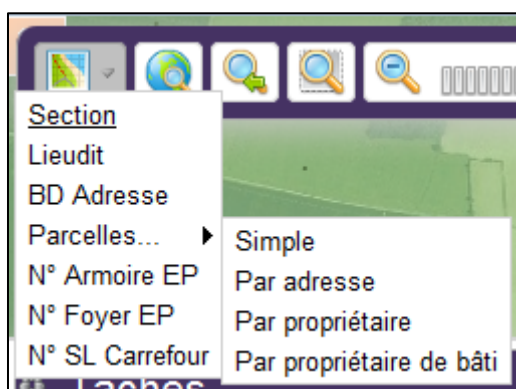 Section
Lieudit
BD Adresse
Parcelles...
Simple
N° Armoire EP
Par adresse
N° Foyer EP
Par propriétaire
N° SL Carrefour
Par propriétaire de bâti